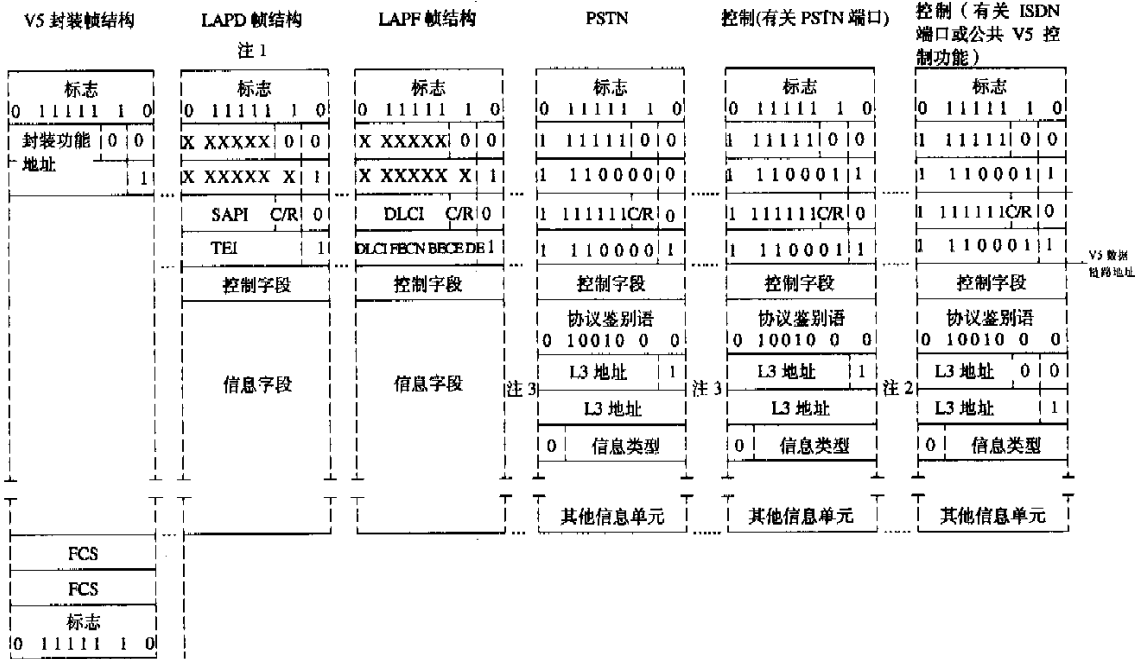 V5 封装帧结构 LAPD 帧结构 LAPF 帧结构 PSTN 控制(有关 PSTN 端口) 控制（有关 ISDN
端口或公共 V5 控
制功能）
注 1
标志 标志 标志 标志 标志 标志
0 11111 1 0 0 11111 1 0 0 11111 1 0 0 11111 1 0 0 11111 1 0 0 11111 1 0
封装功能 0 0 X XXXXX 0 0 X XXXXX 0 0 1 11111 0 0 1 11111 0 0 1 11111 0 0
地址
1 X XXXXX X 1 X XXXXX X 1 1 110000 0 1 110001 1 1 110001 1
SAPI C/R 0 DLCI C/R 0 1 11111 1C/R 0 1 11111 1C/R 0 1 11111 1C/R 0
TEI 1 DLCI FECN BECE DE 1 1 110000 1 1 110001 1 1 110001 1
V5 数据
链路地址
控制字段 控制字段 控制字段 控制字段 控制字段
协议鉴别语 协议鉴别语 协议鉴别语
0 10010 0 0 0 10010 0 0 0 10010 0 0
信息字段 信息字段 注 3 L3 地址 1 注 3 L3 地址 1 注 2 L3 地址 0 0
L3 地址 L3 地址 L3 地址 1
0 信息类型 0 信息类型 0 信息类型
其他信息单元 其他信息单元 其他信息单元
FCS
FCS
标志
0 11111 1 0